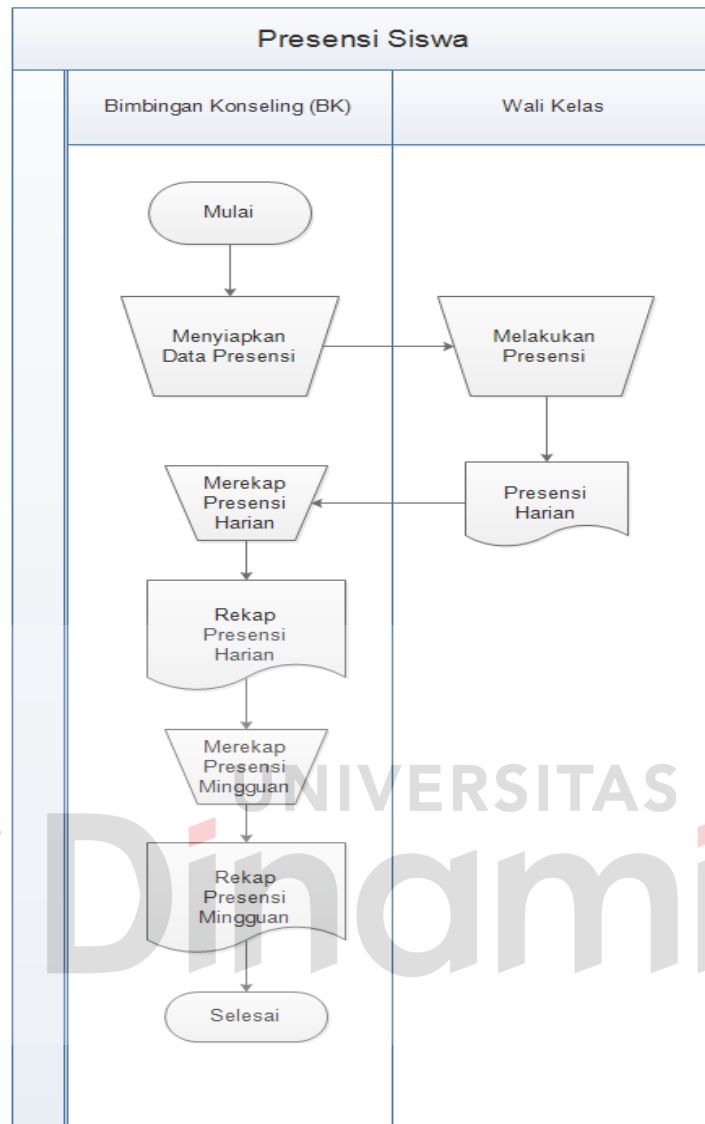 Presensi Siswa
Bimbingan Konseling (BK)
Wali Kelas
Mulai
Menyiapkan
Data Presensi
Melakukan
Presensi
Presensi
Harian
Merekap
Presensi
Harian
Rekap
Presensi
Harian
Merekap
Presensi
Mingguan
Rekap
Presensi
Mingguan
Selesai
UNIVERSITAS